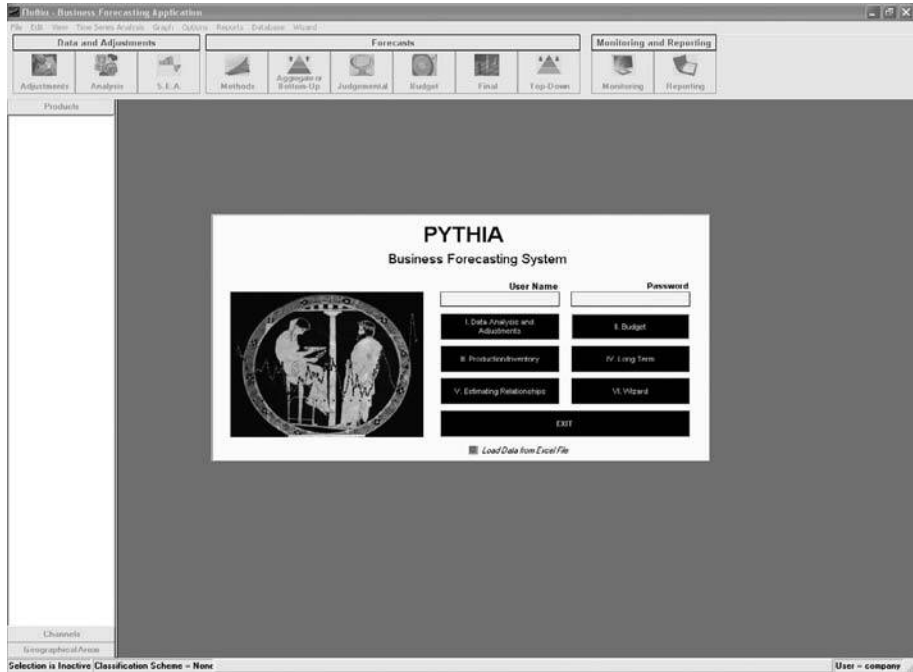 Πυθία - Business Forecasting Application
File Edit View Time Series Analysis Graph Options Reports Database Wizard
Data and Adjustments Forecasts Monitoring and Reporting
Adjustments Analysis S.E.A. Methods Aggregate or Bottom-Up Judgemental Budget Final Top-Down Monitoring Reporting
Products
PYTHIA
Business Forecasting System
User Name Password
I. Data Analysis and
Adjustments
II. Budget
III. Production/Inventory IV. Long Term
V. Estimating Relationships VI. Wizard
EXIT
Load Data from Excel File
Channels
Geographical Areas
Selection is Inactive Classification Scheme = None User = company